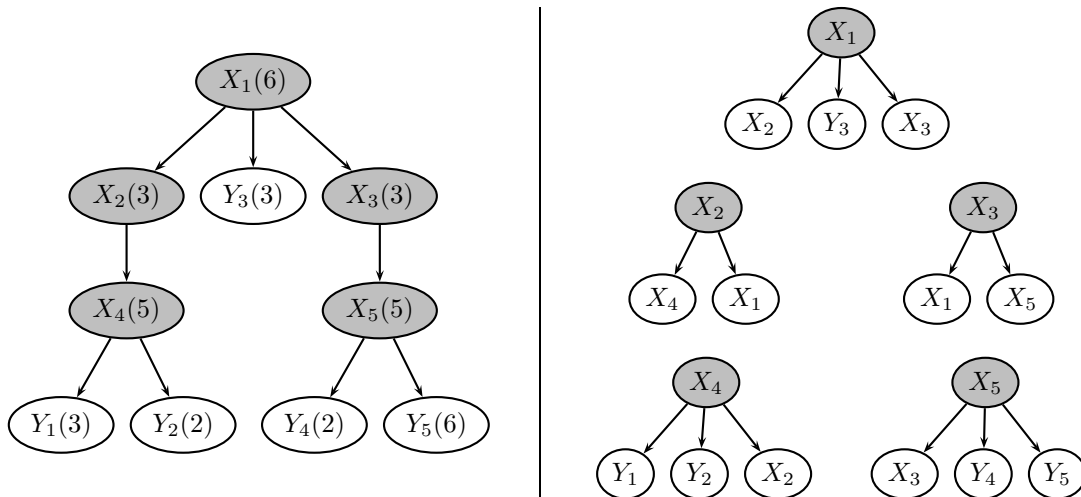 X₁(6)
X₂(3) Y₃(3) X₃(3)
X₄(5) X₅(5)
Y₁(3) Y₂(2) Y₄(2) Y₅(6)
X₁
X₂ Y₃ X₃
X₂ X₃
X₄ X₁ X₁ X₅
X₄ X₅
Y₁ Y₂ X₂ X₃ Y₄ Y₅